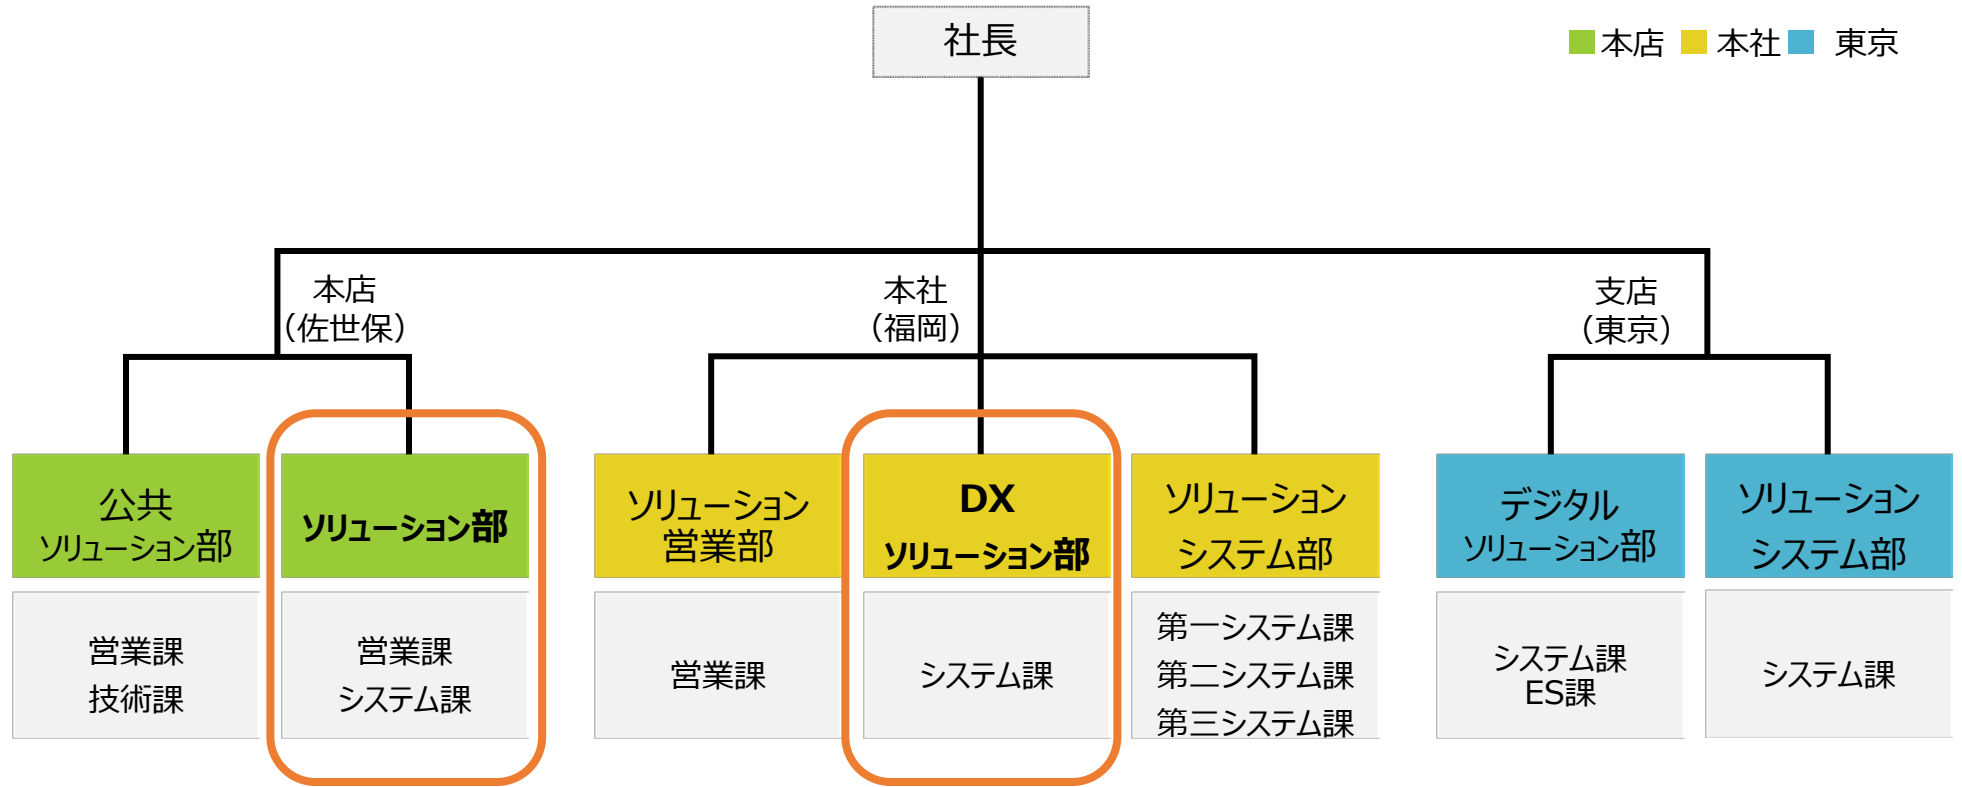 社長
本店 本社 東京
本店
（佐世保）
本社
（福岡）
支店
（東京）
公共
ソリューション部
ソリューション部
ソリューション
営業部
DX
ソリューション部
ソリューション
システム部
デジタル
ソリューション部
ソリューション
システム部
営業課
技術課
営業課
システム課
営業課
システム課
第一システム課
第二システム課
第三システム課
システム課
ES課
システム課